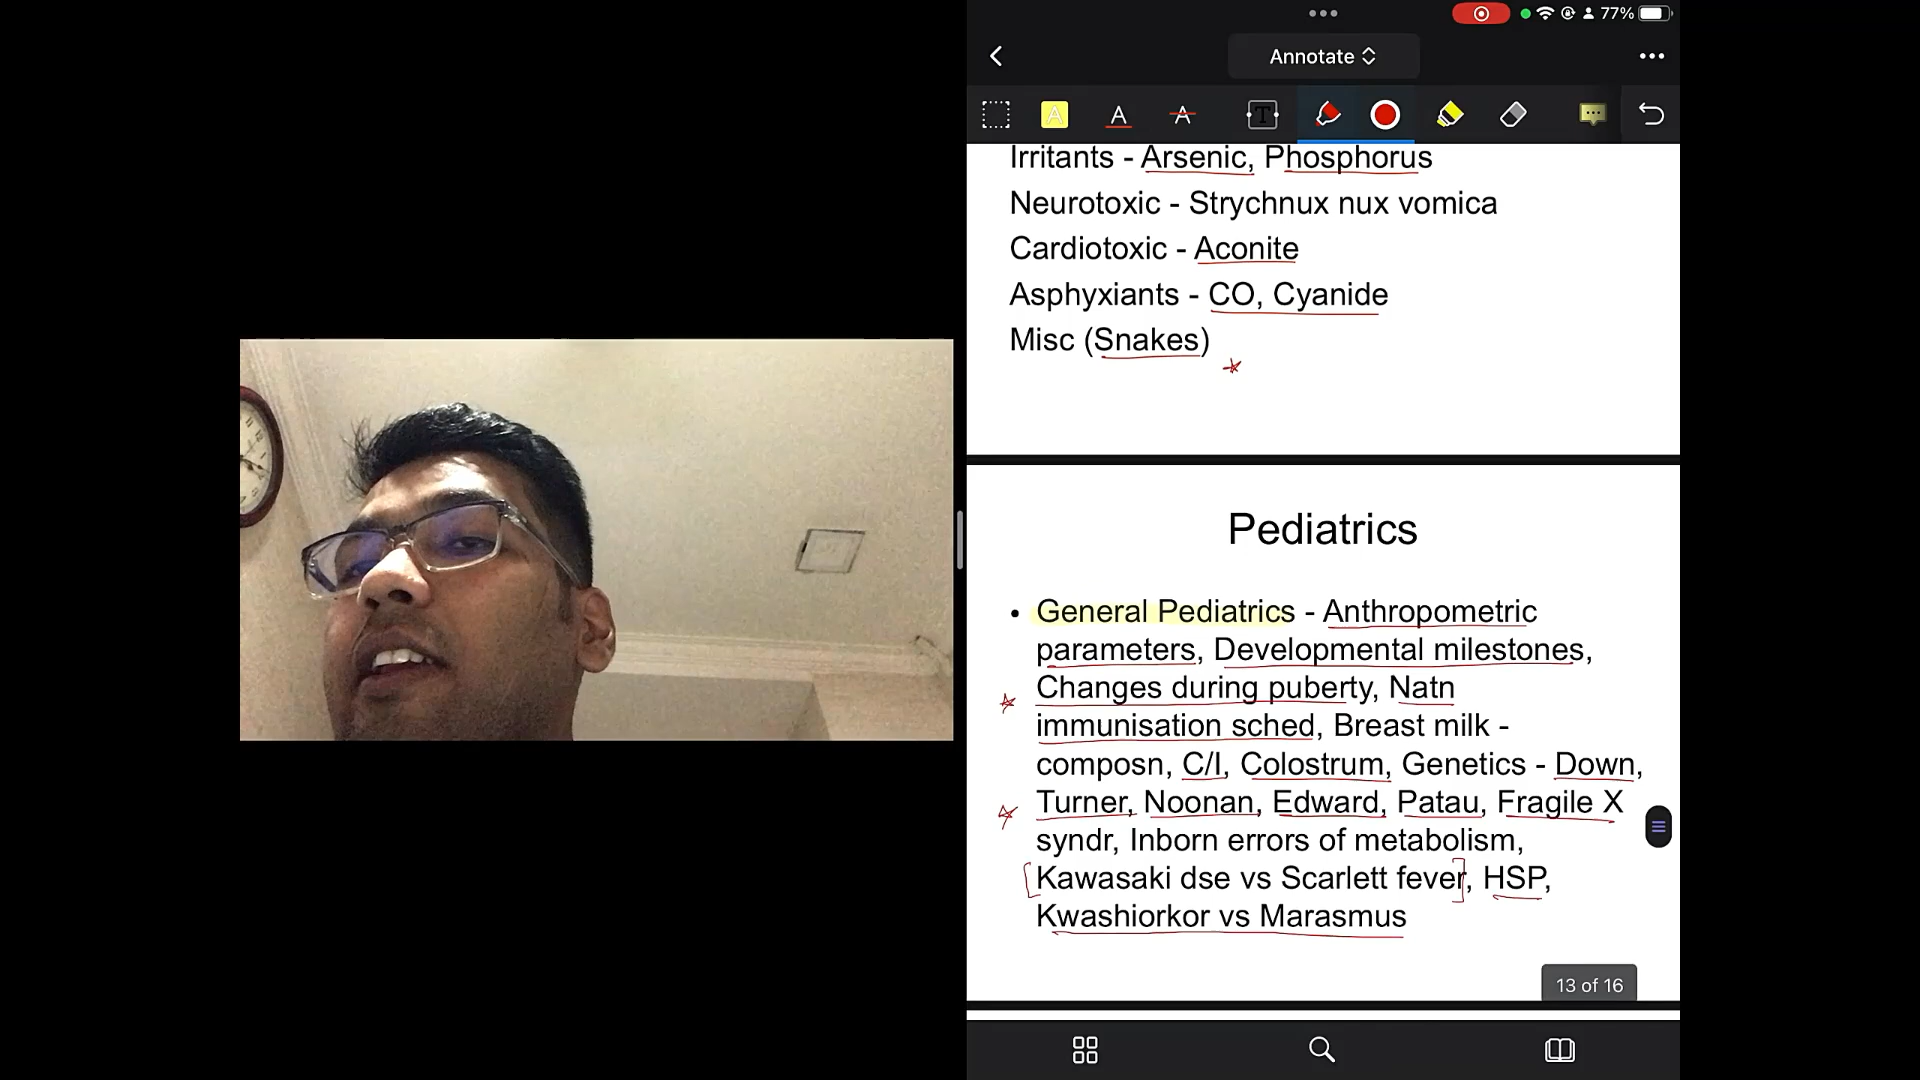 77%
Annotate
A
A
A
T
Irritants - Arsenic, Phosphorus
Neurotoxic - Strychnux nux vomica
Cardiotoxic - Aconite
Asphyxiants - CO, Cyanide
Misc (Snakes)
Pediatrics
• General Pediatrics - Anthropometric
parameters, Developmental milestones,
Changes during puberty, Natn
immunisation sched, Breast milk -
composn, C/I, Colostrum, Genetics - Down,
Turner, Noonan, Edward, Patau, Fragile X
syndr, Inborn errors of metabolism,
[Kawasaki dse vs Scarlett fever], HSP,
Kwashiorkor vs Marasmus
13 of 16